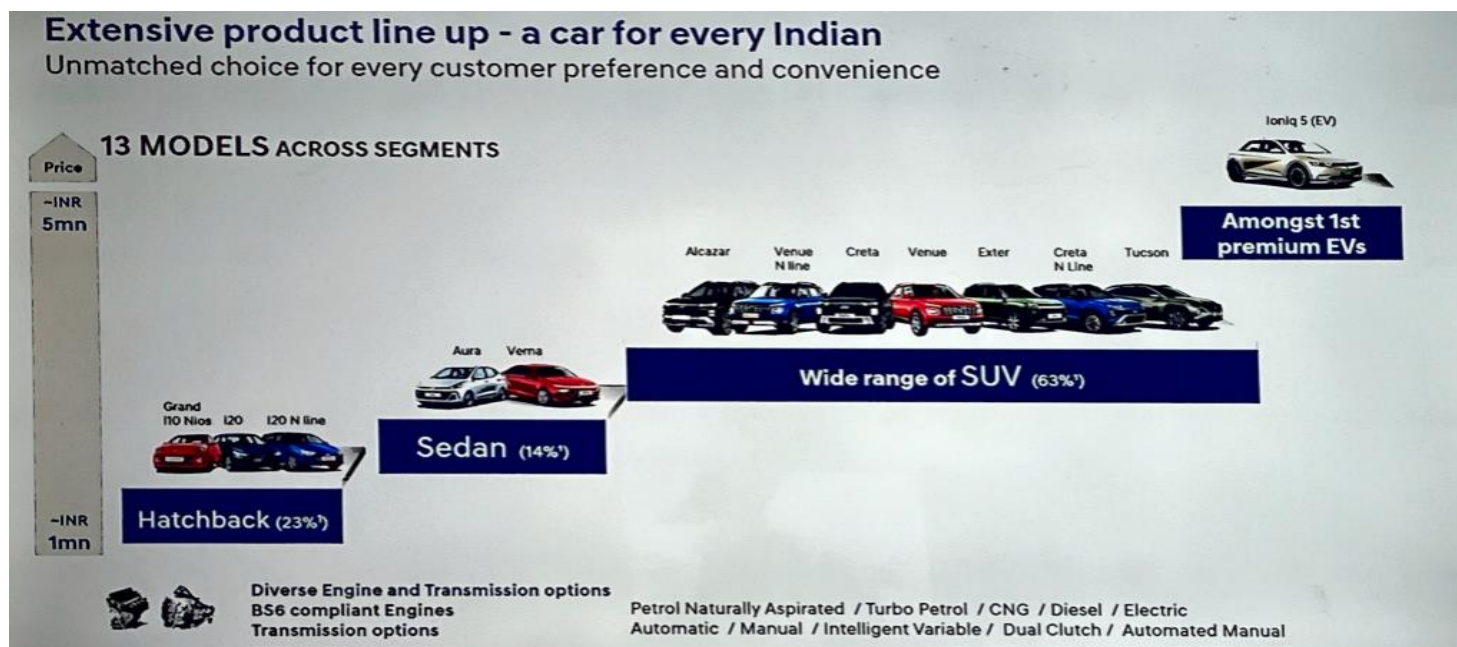 Extensive product line up - a car for every Indian
Unmatched choice for every customer preference and convenience
13 MODELS ACROSS SEGMENTS
Price
~INR
5mn
~INR
1mn
Ioniq 5 (EV)
Amongst 1st
premium EVs
Alcazar
Venue
N line
Creta
Venue
Exter
Creta
N Line
Tucson
Wide range of SUV (63%¹)
Aura
Verna
Sedan (14%¹)
Grand
i10 Nios
i20
i20 N line
Hatchback (23%¹)
Diverse Engine and Transmission options
BS6 compliant Engines
Petrol Naturally Aspirated / Turbo Petrol / CNG / Diesel / Electric
Transmission options
Automatic / Manual / Intelligent Variable / Dual Clutch / Automated Manual